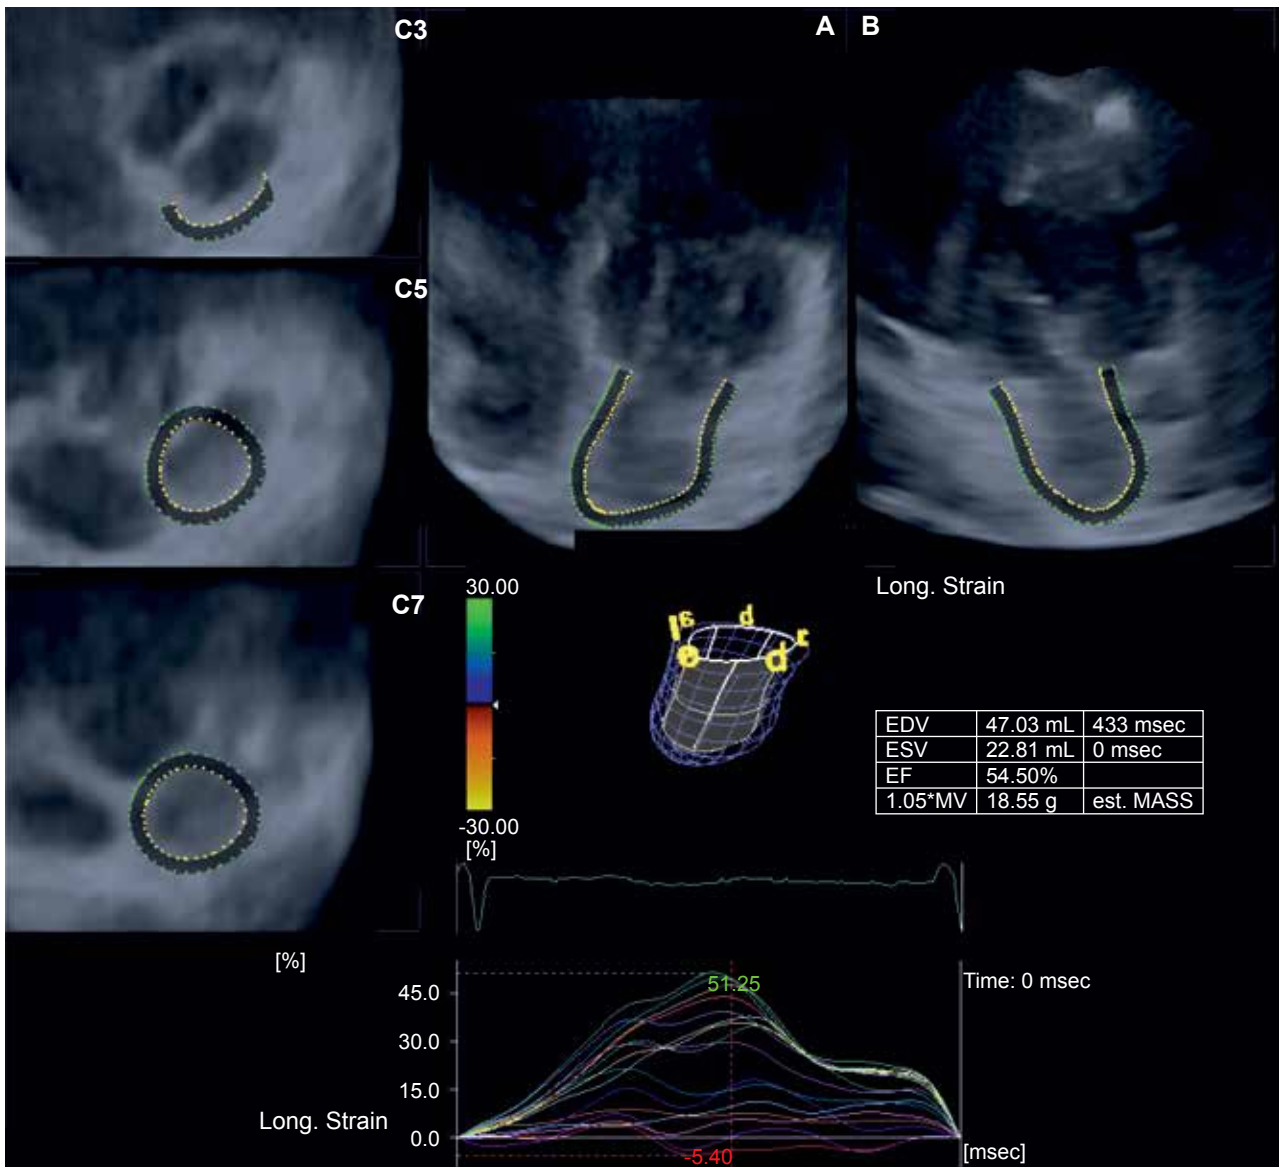 C3
A
B
C5
C7
30.00
-30.00
[%]
la
p
r
e
d
Long. Strain
EDV 47.03 mL 433 msec
ESV 22.81 mL 0 msec
EF 54.50%
1.05*MV 18.55 g est. MASS
[%]
51.25
Time: 0 msec
45.0
30.0
15.0
Long. Strain
0.0
-5.40
[msec]